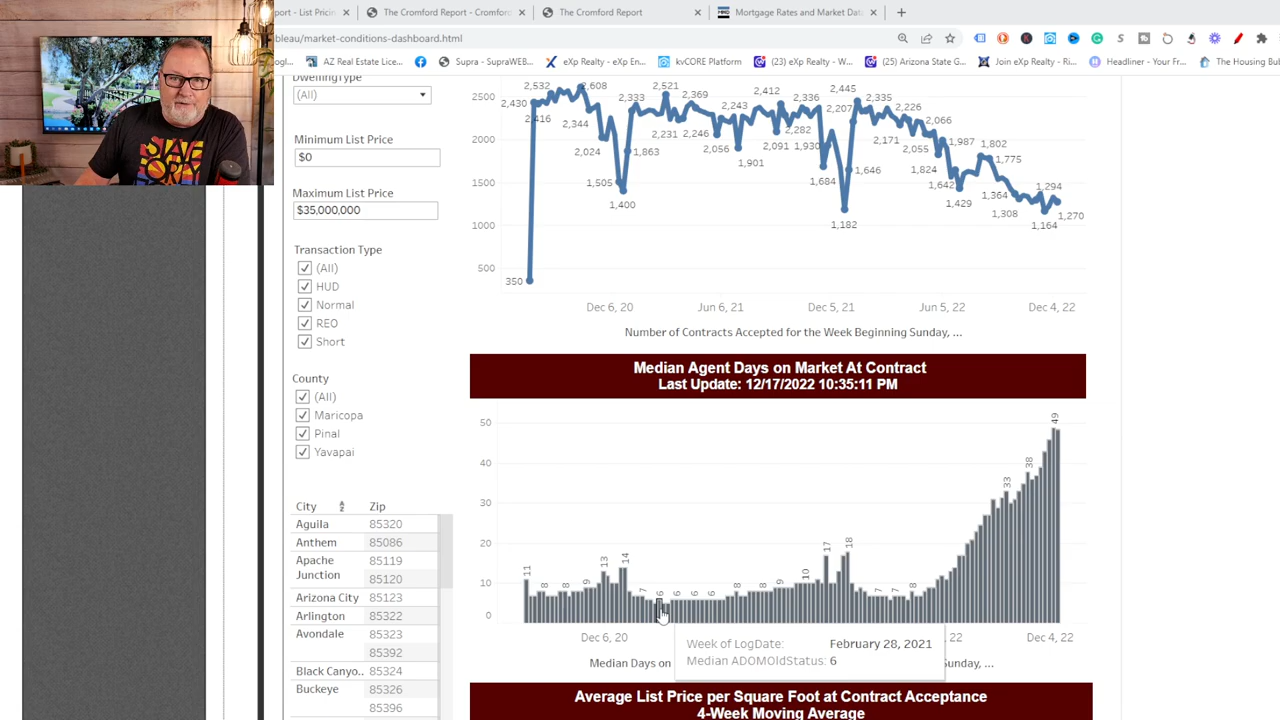 port - List Pricin
The Cromford Report - Cromford
The Cromford Report
Mortgage Rates and Market Data
bleau/market-conditions-dashboard.html
AZ Real Estate Lice...
Supra - SupraWEB...
eXp Realty - eXp En...
kvCORE Platform
(23) eXp Realty - eX...
(25) Arizona State G...
Join eXp Realty - Ri...
Headliner - Your Fr...
The Housing Bub
DwellingType
(All)
Minimum List Price
$0
Maximum List Price
$35,000,000
Transaction Type
(All)
HUD
Normal
REO
Short
County
(All)
Maricopa
Pinal
Yavapai
City Zip
Aguila 85320
Anthem 85086
Apache Junction 85119
85120
Arizona City 85123
Arlington 85322
Avondale 85323
85392
Black Canyo.. 85324
Buckeye 85326
85396
2500
2000
1500
1000
500
2,532 2,608 2,521 2,412 2,445
2,430 2,333 2,369 2,243 2,336 2,207 2,335 2,226
2,416 2,344 2,231 2,246 2,282 2,171 2,066
2,024 1,863 2,056 1,901 2,091 1,930 2,055 1,987 1,802
1,505 1,684 1,646 1,824 1,775
1,400 1,182 1,642 1,429 1,364 1,294
1,308 1,270
1,164
350
Dec 6, 20 Jun 6, 21 Dec 5, 21 Jun 5, 22 Dec 4, 22
Number of Contracts Accepted for the Week Beginning Sunday, ...
Median Agent Days on Market At Contract
Last Update: 12/17/2022 10:35:11 PM
50
40
30
20
10
0
11 8 8 9 13 14 7 6 6 6 6 8 8 9 10 17 18 7 7 8 33 38 49
Dec 6, 20 22 Dec 4, 22
Week of LogDate: February 28, 2021
Median ADOMOldStatus: 6
Median Days on unday, ...
Average List Price per Square Foot at Contract Acceptance
4-Week Moving Average